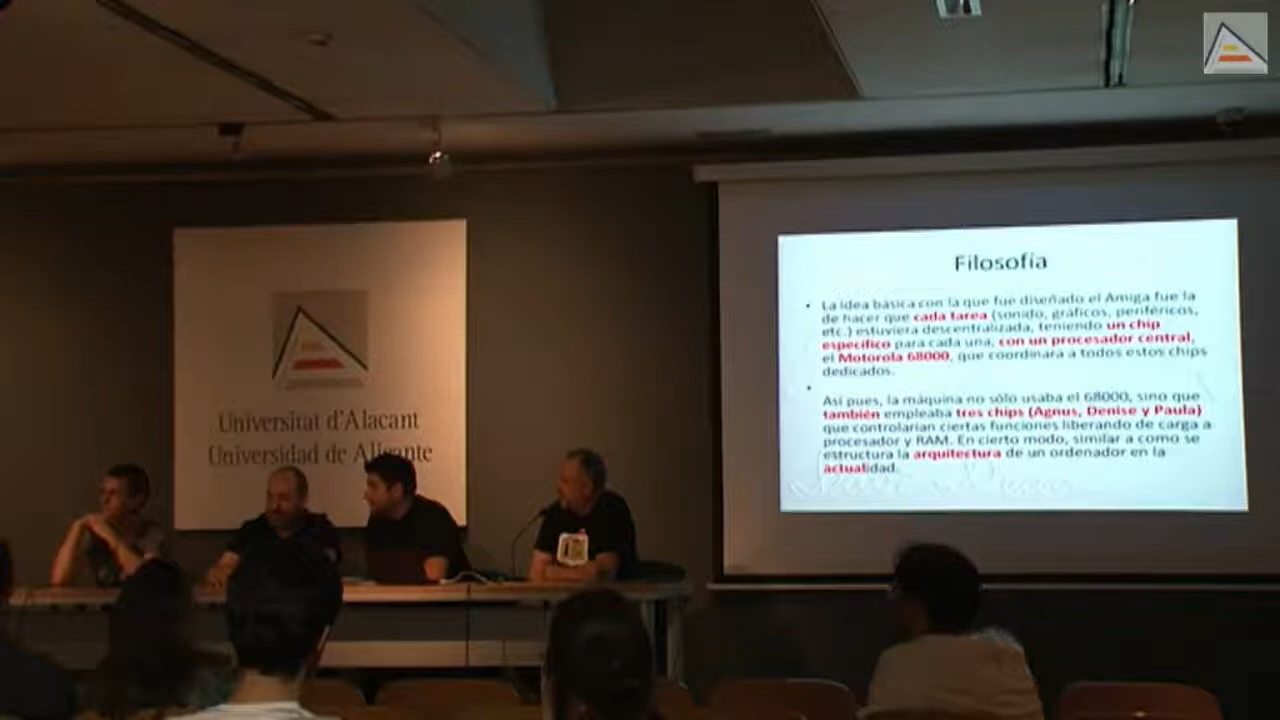 Universitat d'Alacant
Universidad de Alicante
Filosofía
• La idea básica con la que fue diseñado el Amiga fue la
de hacer que cada tarea (sonido, gráficos, periféricos,
etc.) estuviera descentralizada, teniendo un chip
específico para cada una, con un procesador central,
el Motorola 68000, que coordinara a todos estos chips
dedicados.
• Así pues, la máquina no sólo usaba el 68000, sino que
también empleaba tres chips (Agnus, Denise y Paula)
que controlarían ciertas funciones liberando de carga a
procesador y RAM. En cierto modo, similar a como se
estructura la arquitectura de un ordenador en la
actualidad.